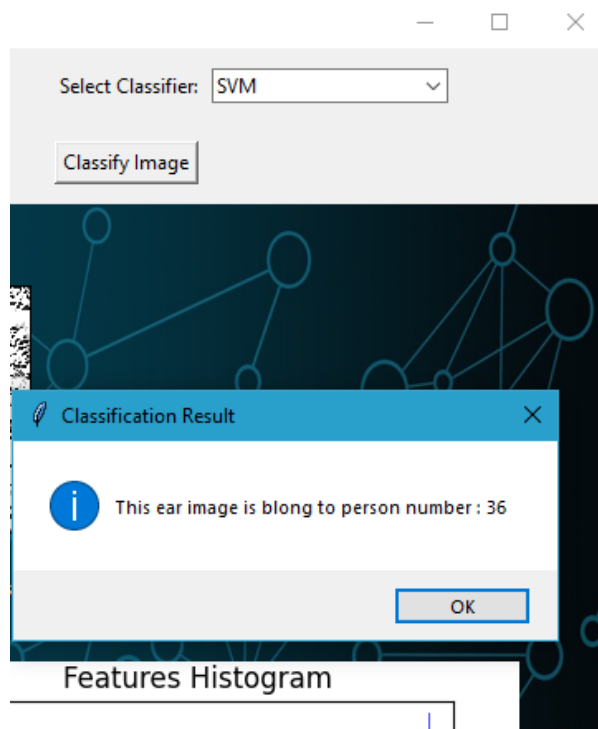 Select Classifier: SVM
Classify Image
Classification Result
This ear image is blong to person number : 36
OK
Features Histogram